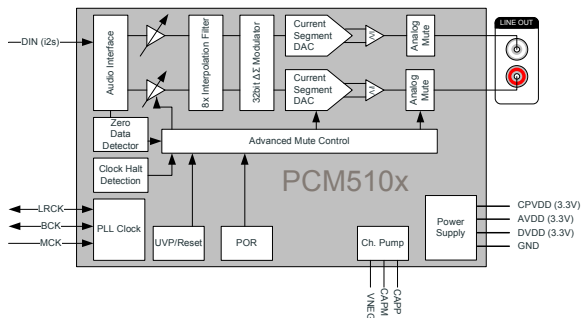 LINE OUT
DIN (i2s)
Audio Interface
8x Interpolation Filter
32bit ΔΣ Modulator
Current
Segment
DAC
Analog
Mute
Current
Segment
DAC
Analog
Mute
Zero
Data
Detector
Advanced Mute Control
Clock Halt
Detection
PCM510x
LRCK
BCK
MCK
PLL Clock
UVP/Reset
POR
Ch. Pump
Power
Supply
CPVDD (3.3V)
AVDD (3.3V)
DVDD (3.3V)
GND
VNEG
CAPM
CAPP